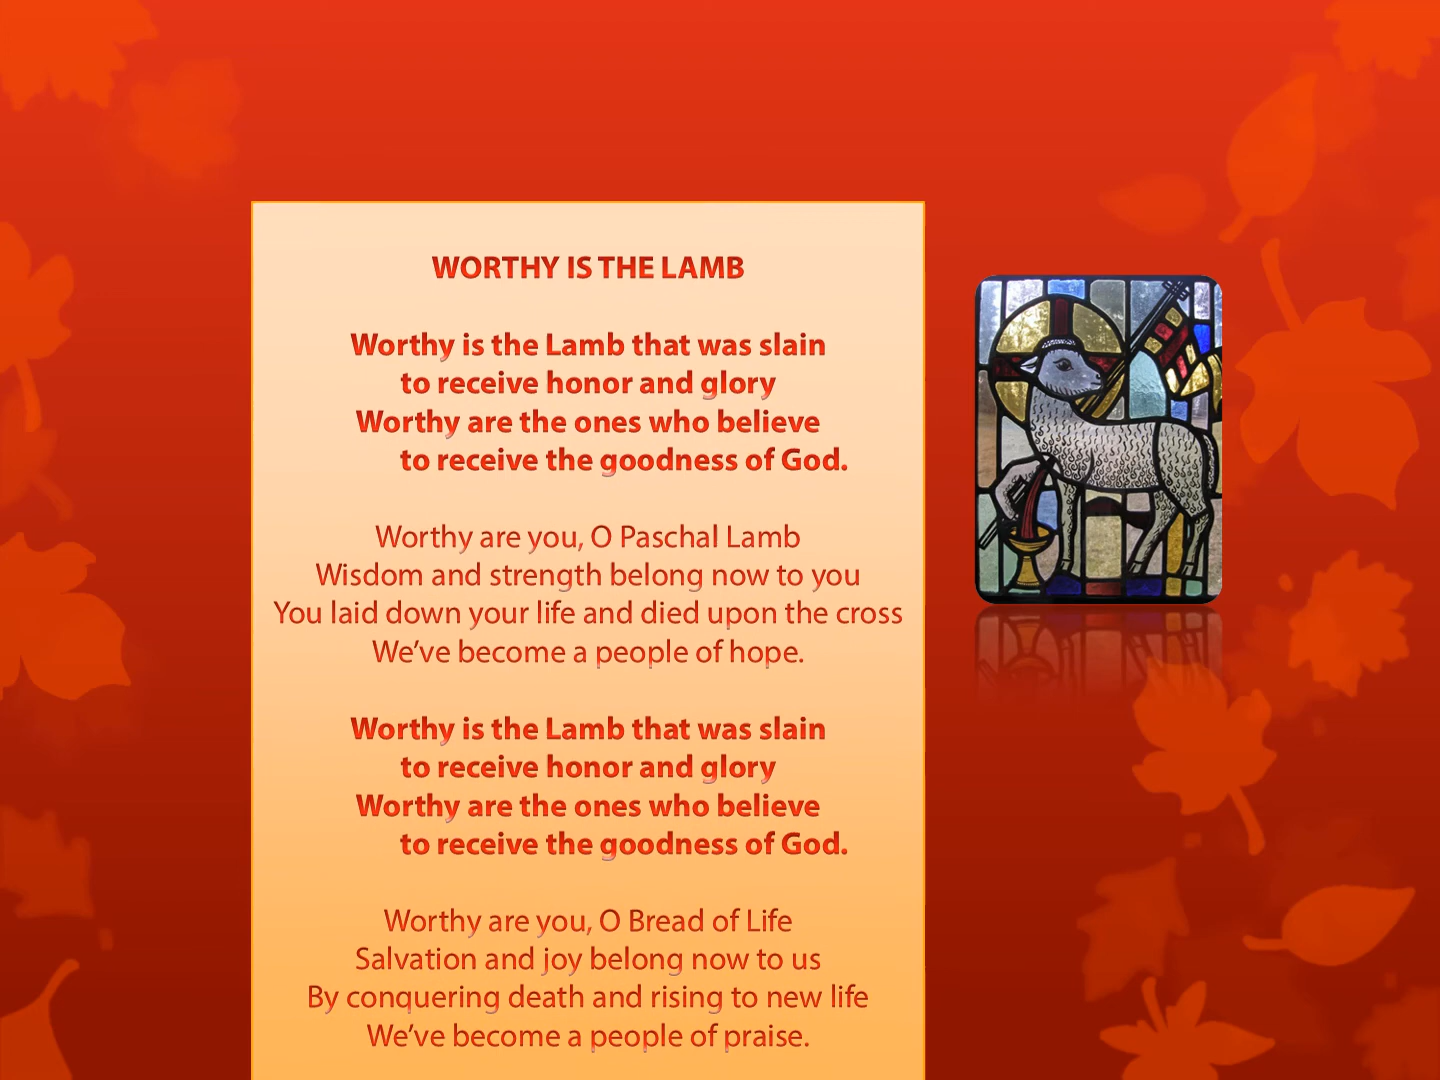 WORTHY IS THE LAMB
Worthy is the Lamb that was slain
to receive honor and glory
Worthy are the ones who believe
to receive the goodness of God.
Worthy are you, O Paschal Lamb
Wisdom and strength belong now to you
You laid down your life and died upon the cross
We’ve become a people of hope.
Worthy is the Lamb that was slain
to receive honor and glory
Worthy are the ones who believe
to receive the goodness of God.
Worthy are you, O Bread of Life
Salvation and joy belong now to us
By conquering death and rising to new life
We’ve become a people of praise.